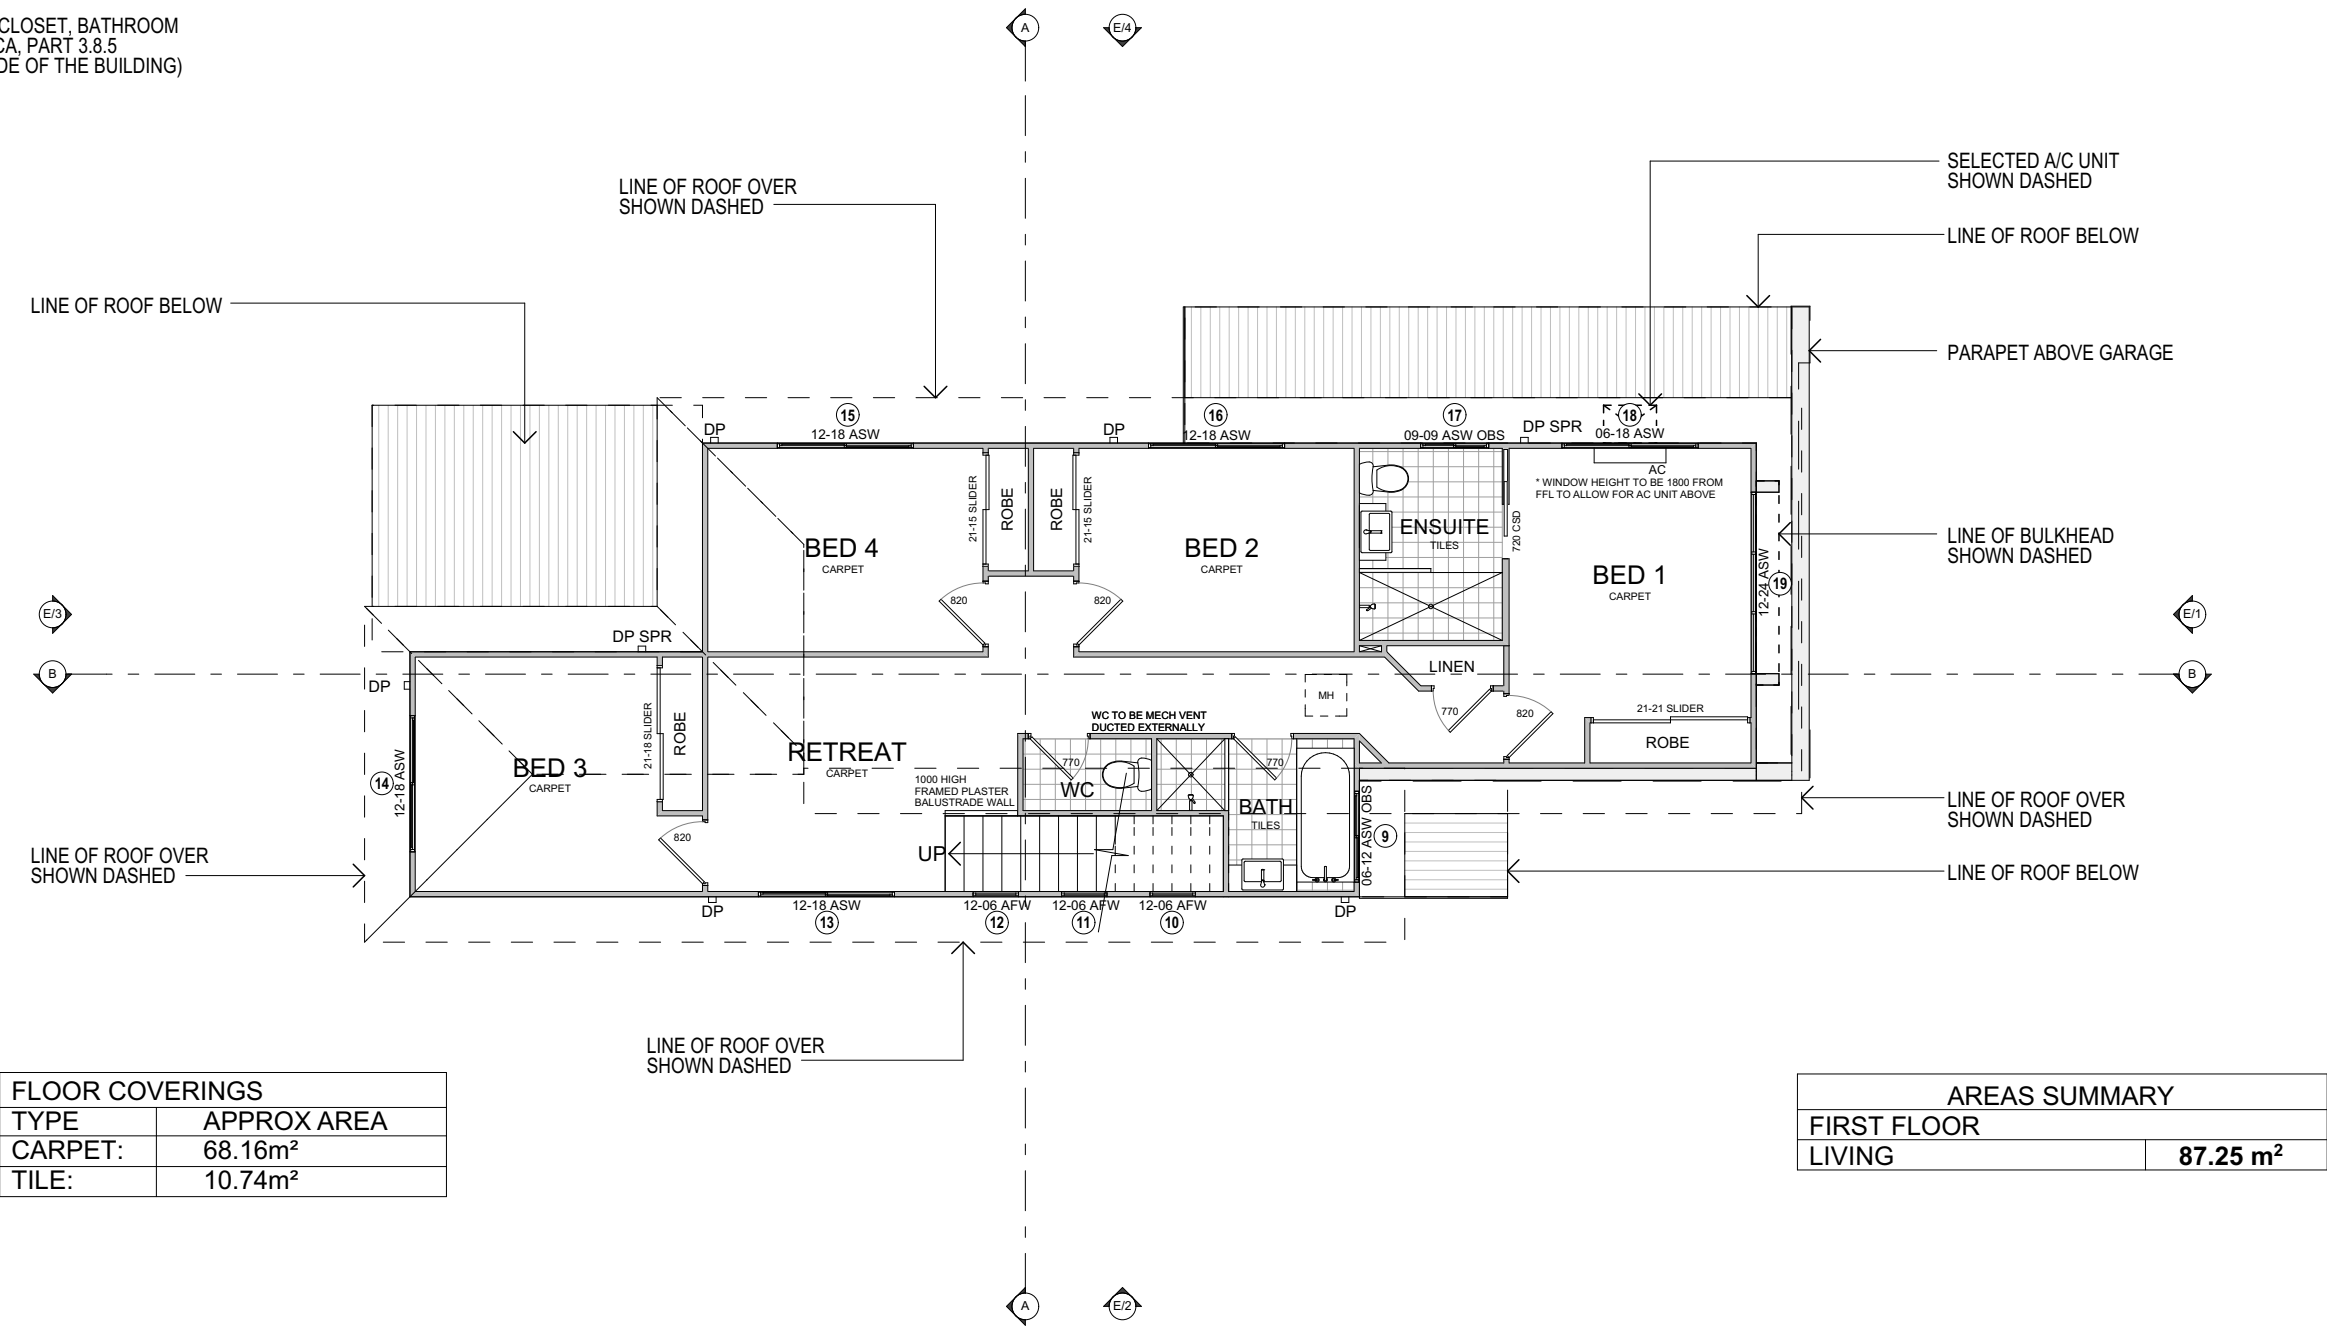 CLOSET, BATHROOM
CA, PART 3.8.5
DE OF THE BUILDING)
A
E/4
SELECTED A/C UNIT
SHOWN DASHED
LINE OF ROOF OVER
SHOWN DASHED
LINE OF ROOF BELOW
LINE OF ROOF BELOW
PARAPET ABOVE GARAGE
15
16
17
18
DP
12-18 ASW
DP
12-18 ASW
09-09 ASW OBS
DP SPR
06-18 ASW
AC
* WINDOW HEIGHT TO BE 1800 FROM
FFL TO ALLOW FOR AC UNIT ABOVE
21-15 SLIDER
ROBE
ROBE
21-15 SLIDER
ENSUITE
TILES
720 CSD
LINE OF BULKHEAD
SHOWN DASHED
BED 4
CARPET
BED 2
CARPET
BED 1
CARPET
12-24 ASW
19
820
820
E/3
E/1
DP SPR
B
B
LINEN
DP
MH
21-18 SLIDER
ROBE
WC TO BE MECH VENT
DUCTED EXTERNALLY
770
820
21-21 SLIDER
ROBE
RETREAT
CARPET
BED 3
CARPET
14
12-18 ASW
1000 HIGH
FRAMED PLASTER
BALUSTRADE WALL
770
WC
770
BATH
TILES
06-12 ASW OBS
9
LINE OF ROOF OVER
SHOWN DASHED
820
UP
LINE OF ROOF OVER
SHOWN DASHED
LINE OF ROOF BELOW
DP
12-18 ASW
12-06 AFW
12-06 AFW
12-06 AFW
DP
13
12
11
10
LINE OF ROOF OVER
SHOWN DASHED
FLOOR COVERINGS
TYPE APPROX AREA
CARPET: 68.16m²
TILE: 10.74m²
AREAS SUMMARY
FIRST FLOOR
LIVING 87.25 m²
A
E/2